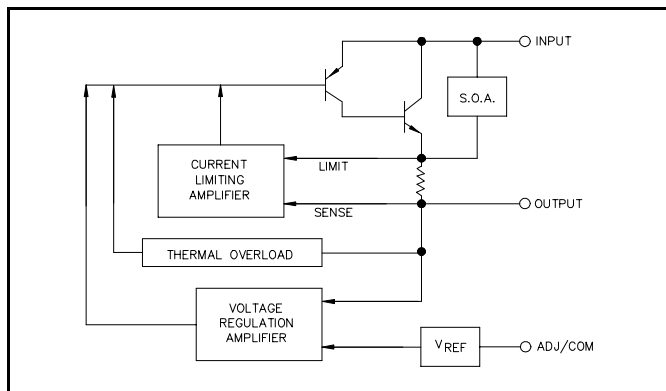 INPUT
S.O.A.
CURRENT
LIMITING
AMPLIFIER
LIMIT
SENSE
OUTPUT
THERMAL OVERLOAD
VOLTAGE
REGULATION
AMPLIFIER
VREF
ADJ/COM